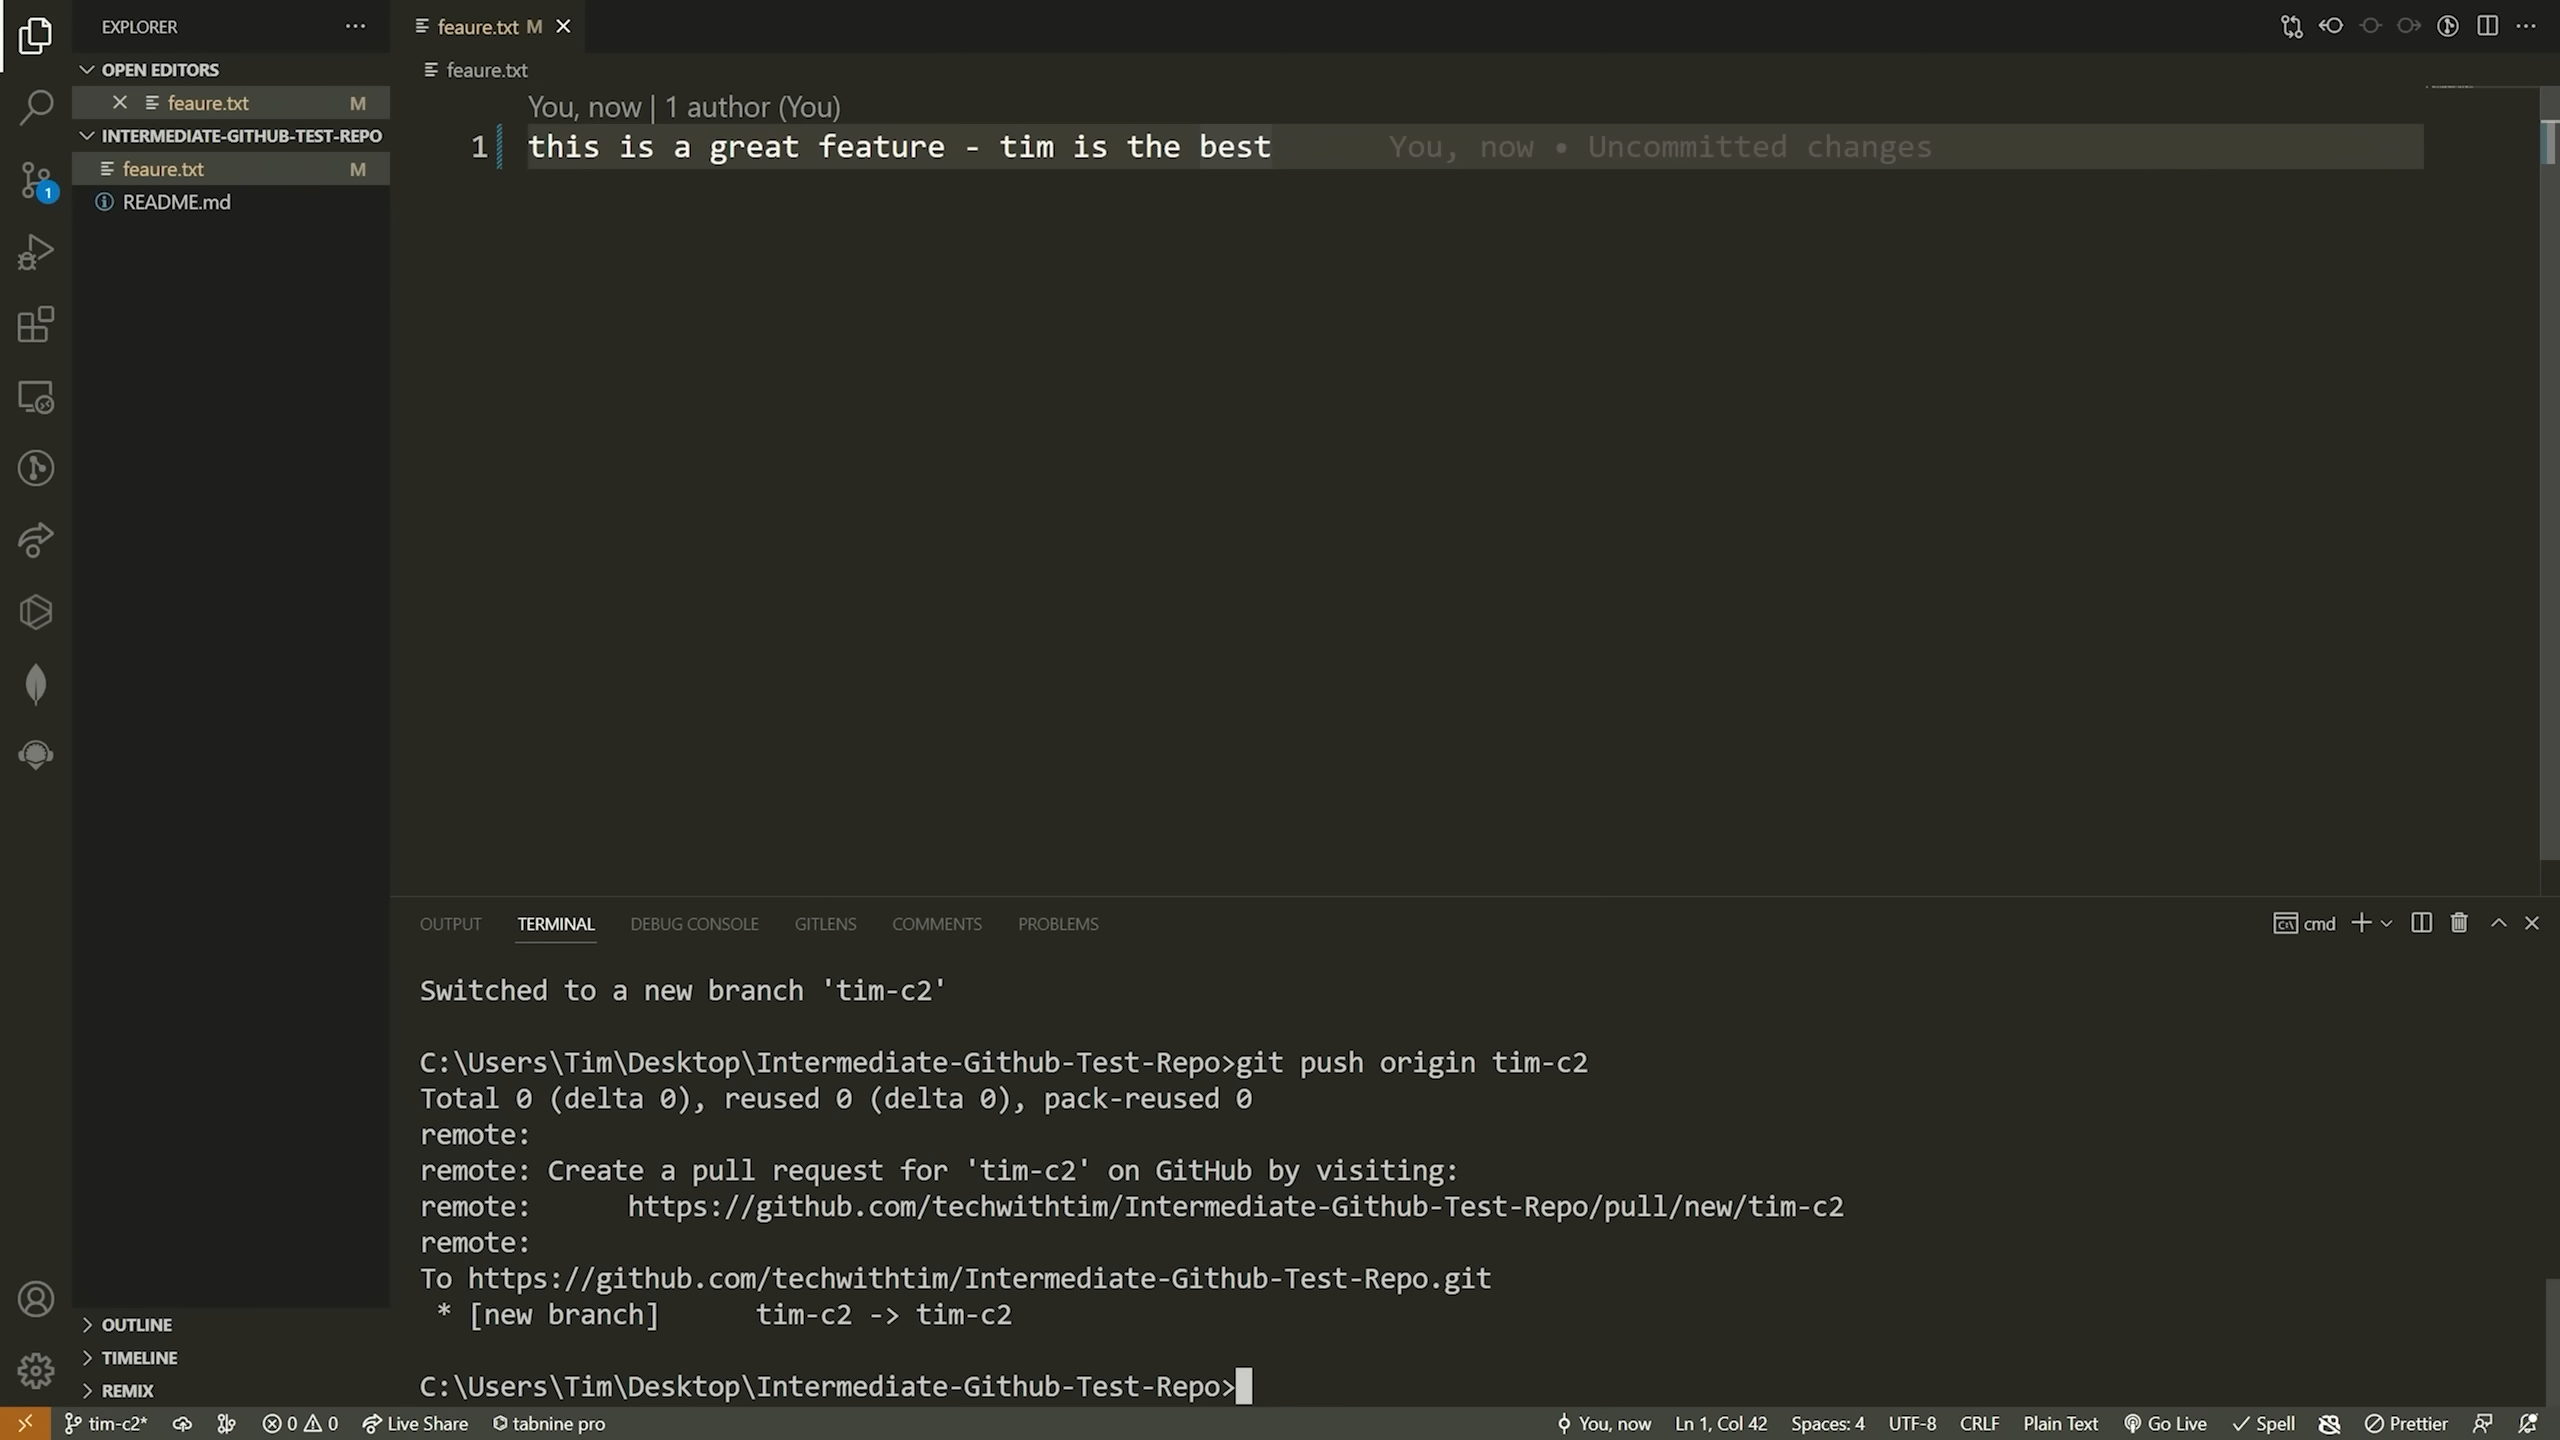 EXPLORER
feaure.txt M
OPEN EDITORS
feaure.txt M
INTERMEDIATE-GITHUB-TEST-REPO
feaure.txt M
README.md
1
feaure.txt
You, now | 1 author (You)
1 this is a great feature - tim is the best You, now • Uncommitted changes
OUTPUT TERMINAL DEBUG CONSOLE GITLENS COMMENTS PROBLEMS
cmd
Switched to a new branch 'tim-c2'
C:\Users\Tim\Desktop\Intermediate-Github-Test-Repo>git push origin tim-c2
Total 0 (delta 0), reused 0 (delta 0), pack-reused 0
remote:
remote: Create a pull request for 'tim-c2' on GitHub by visiting:
remote:      https://github.com/techwithtim/Intermediate-Github-Test-Repo/pull/new/tim-c2
remote:
To https://github.com/techwithtim/Intermediate-Github-Test-Repo.git
 * [new branch]      tim-c2 -> tim-c2
C:\Users\Tim\Desktop\Intermediate-Github-Test-Repo>
OUTLINE
TIMELINE
REMIX
tim-c2* 0 0 Live Share tabnine pro You, now Ln 1, Col 42 Spaces: 4 UTF-8 CRLF Plain Text Go Live Spell Prettier